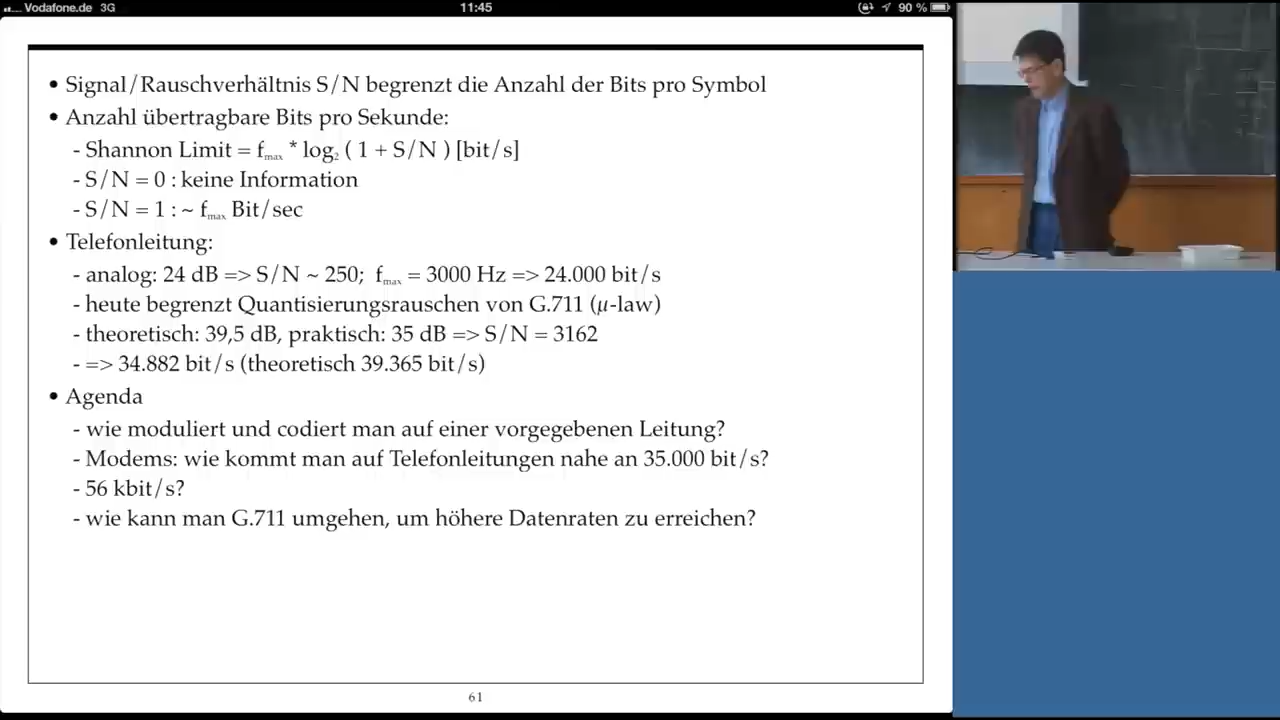 Vodafone.de 3G 11:45 90 %
• Signal/Rauschverhältnis S/N begrenzt die Anzahl der Bits pro Symbol
• Anzahl übertragbare Bits pro Sekunde:
- Shannon Limit = fmax * log2 ( 1 + S/N ) [bit/s]
- S/N = 0 : keine Information
- S/N = 1 : ~ fmax Bit/sec
• Telefonleitung:
- analog: 24 dB => S/N ~ 250; fmax = 3000 Hz => 24.000 bit/s
- heute begrenzt Quantisierungsrauschen von G.711 (µ-law)
- theoretisch: 39,5 dB, praktisch: 35 dB => S/N = 3162
- => 34.882 bit/s (theoretisch 39.365 bit/s)
• Agenda
- wie moduliert und codiert man auf einer vorgegebenen Leitung?
- Modems: wie kommt man auf Telefonleitungen nahe an 35.000 bit/s?
- 56 kbit/s?
- wie kann man G.711 umgehen, um höhere Datenraten zu erreichen?
61